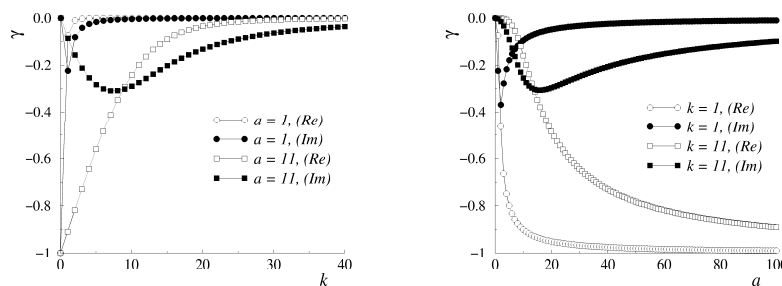 0.0
γ
−0.2
−0.4
−0.6
−0.8
−1
0
10
20
30
40
k
a = 1, (Re)
a = 1, (Im)
a = 11, (Re)
a = 11, (Im)
0.0
γ
−0.2
−0.4
−0.6
−0.8
−1
0
20
40
60
80
100
a
k = 1, (Re)
k = 1, (Im)
k = 11, (Re)
k = 11, (Im)